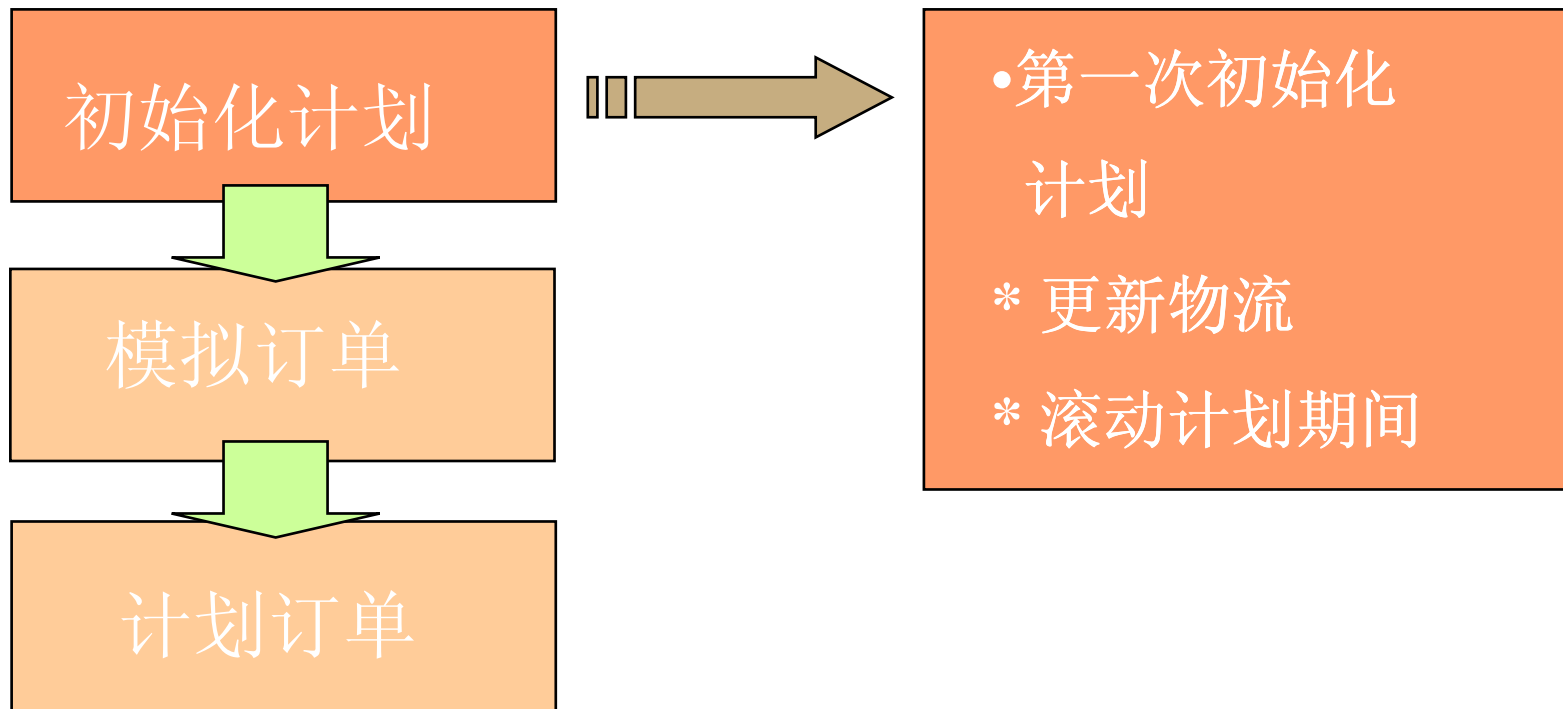 初始化计划
模拟订单
计划订单
•第一次初始化
计划
* 更新物流
* 滚动计划期间